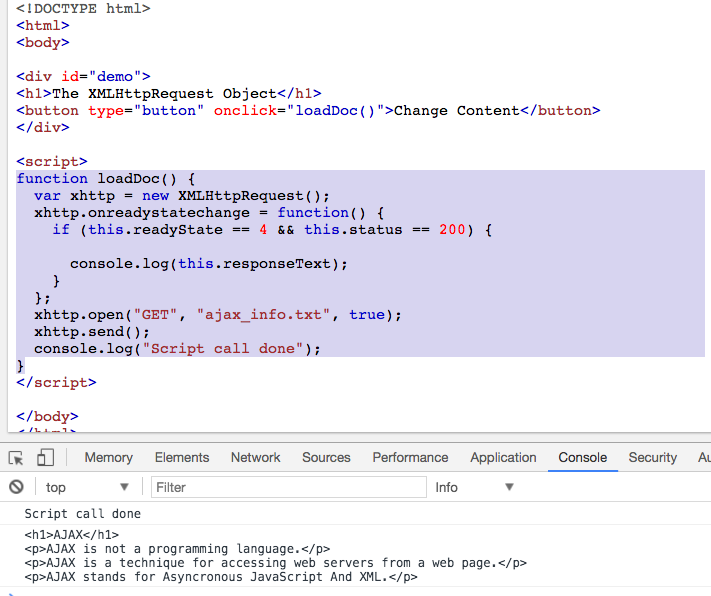 <!DOCTYPE html>
<html>
<body>
<div id="demo">
<h1>The XMLHttpRequest Object</h1>
<button type="button" onclick="loadDoc()">Change Content</button>
</div>
<script>
function loadDoc() {
  var xhttp = new XMLHttpRequest();
  xhttp.onreadystatechange = function() {
    if (this.readyState == 4 && this.status == 200) {
      console.log(this.responseText);
    }
  };
  xhttp.open("GET", "ajax_info.txt", true);
  xhttp.send();
  console.log("Script call done");
}
</script>
</body>
</html>
Memory Elements Network Sources Performance Application Console Security Au
top Filter Info
Script call done
<h1>AJAX</h1>
<p>AJAX is not a programming language.</p>
<p>AJAX is a technique for accessing web servers from a web page.</p>
<p>AJAX stands for Asyncronous JavaScript And XML.</p>